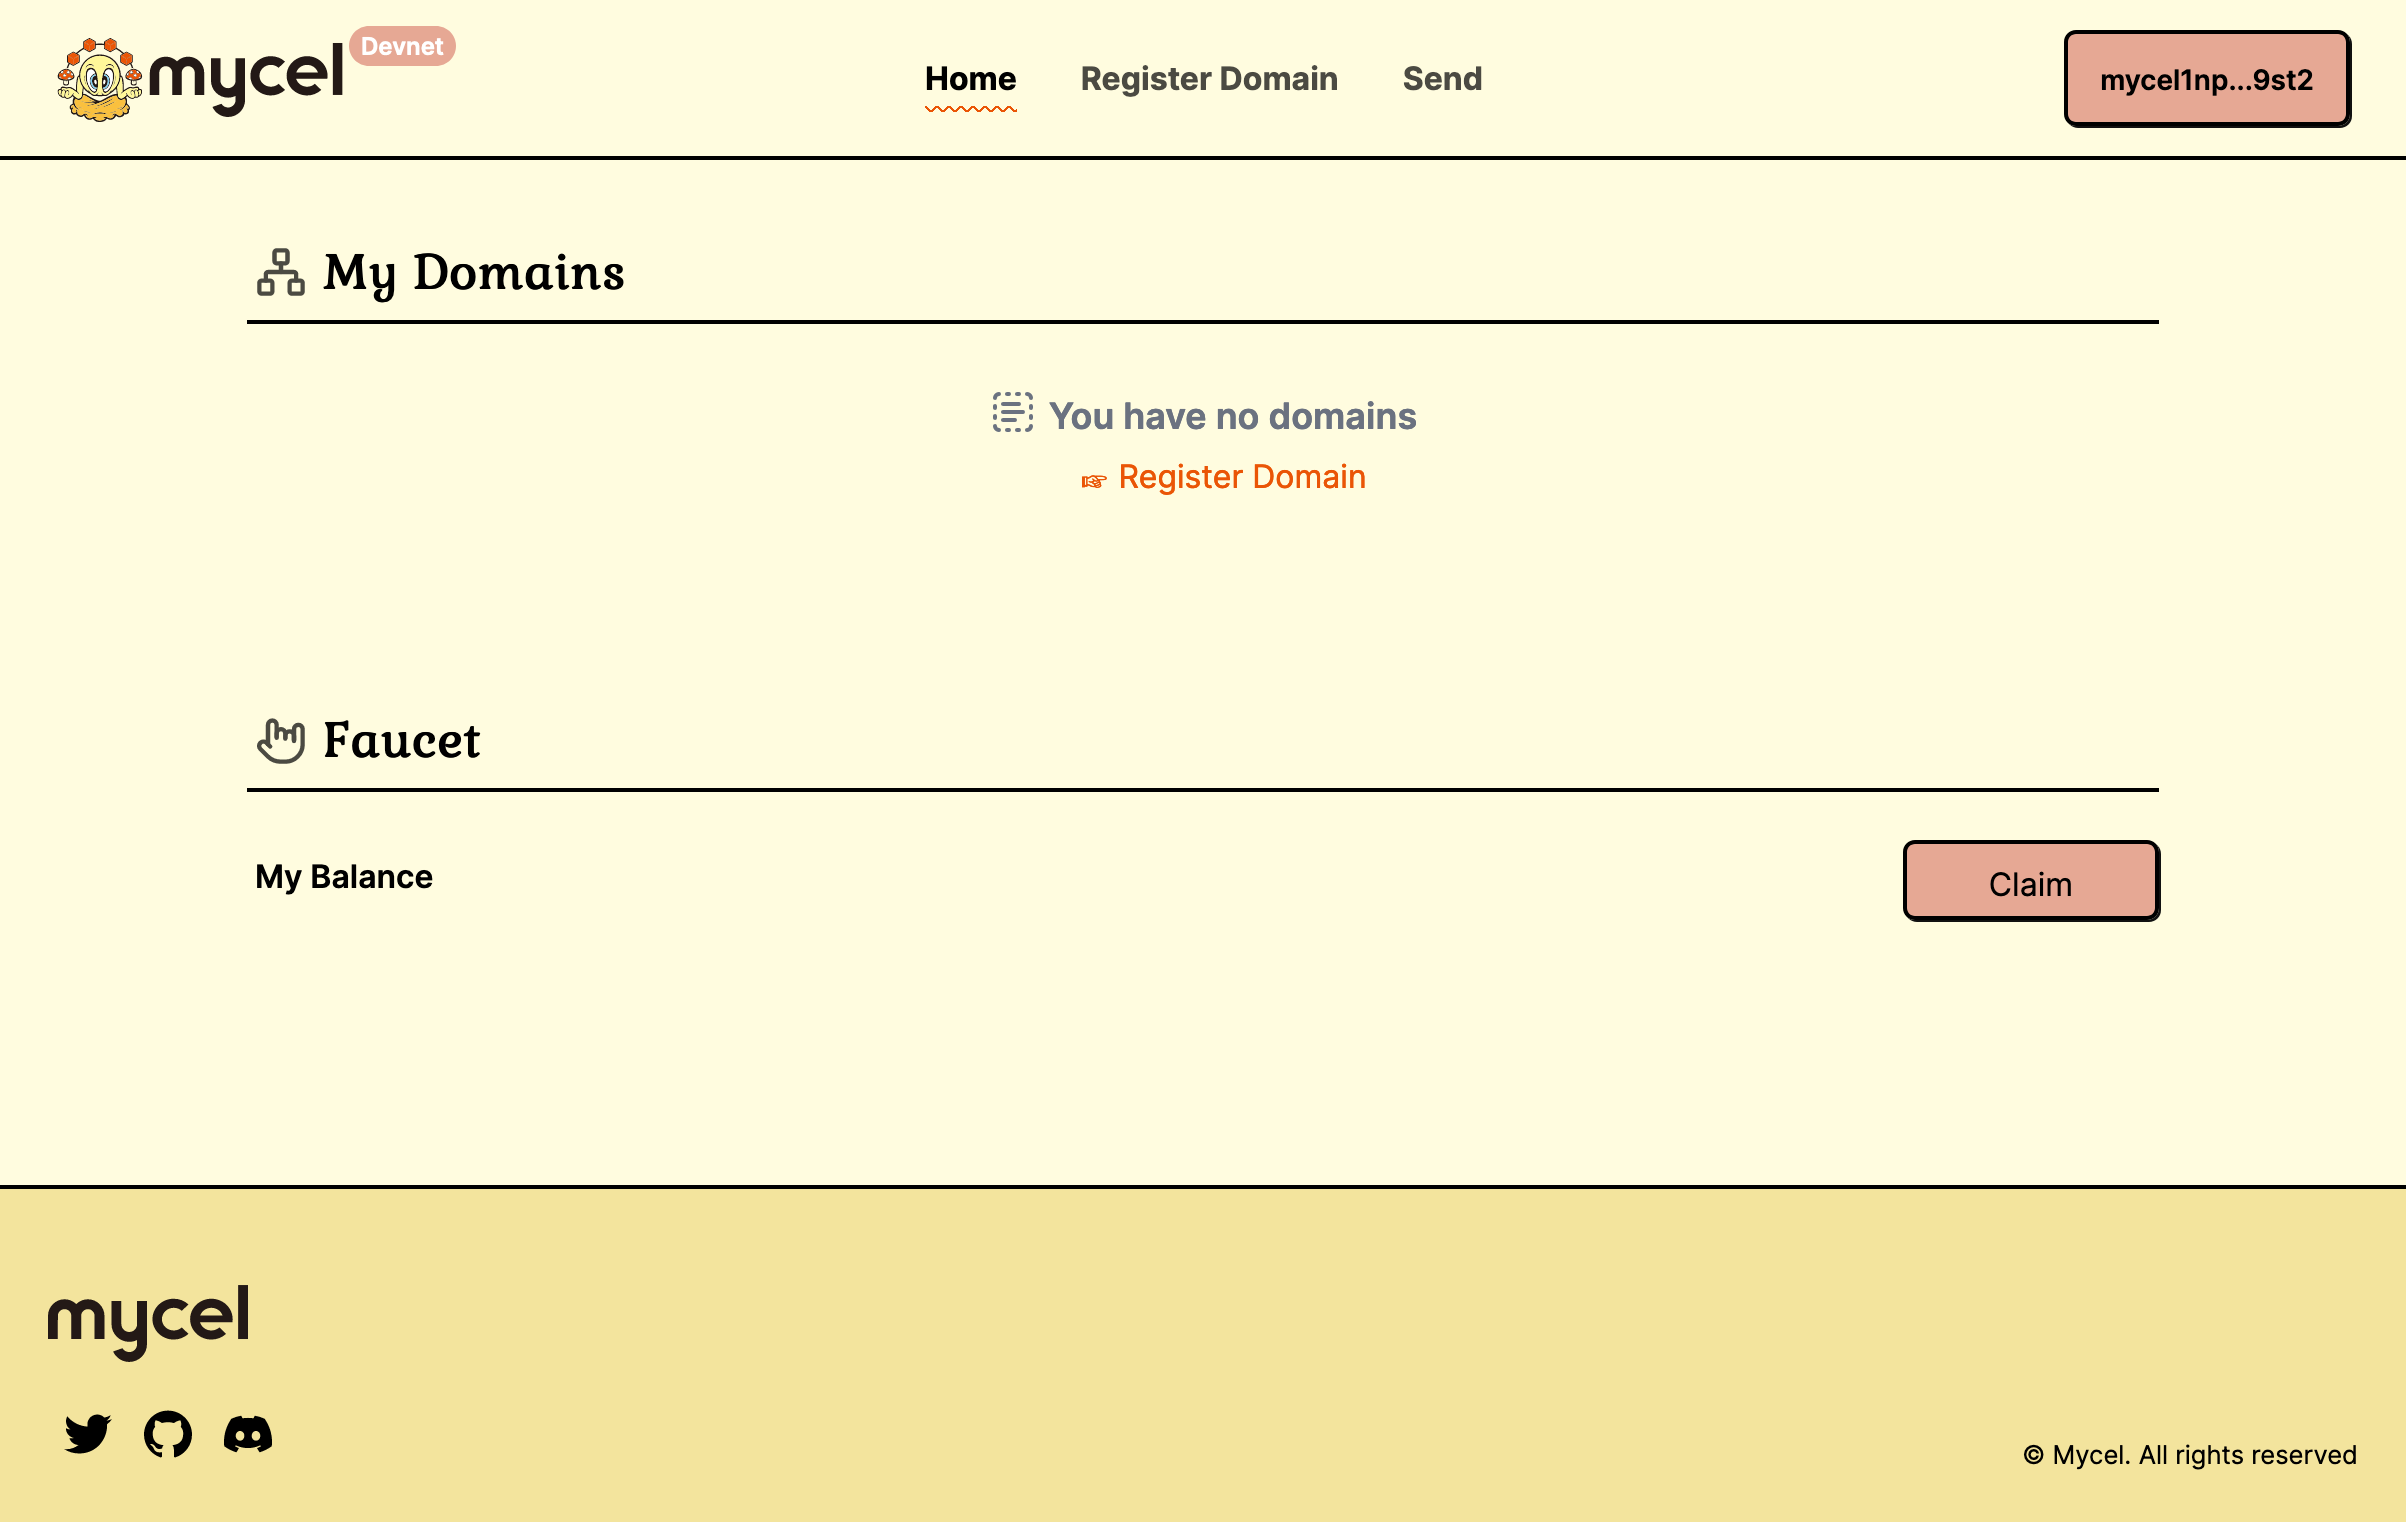 mycel
Devnet
Home
Register Domain
Send
mycel1np...9st2
My Domains
You have no domains
☞ Register Domain
Faucet
My Balance
Claim
mycel
© Mycel. All rights reserved